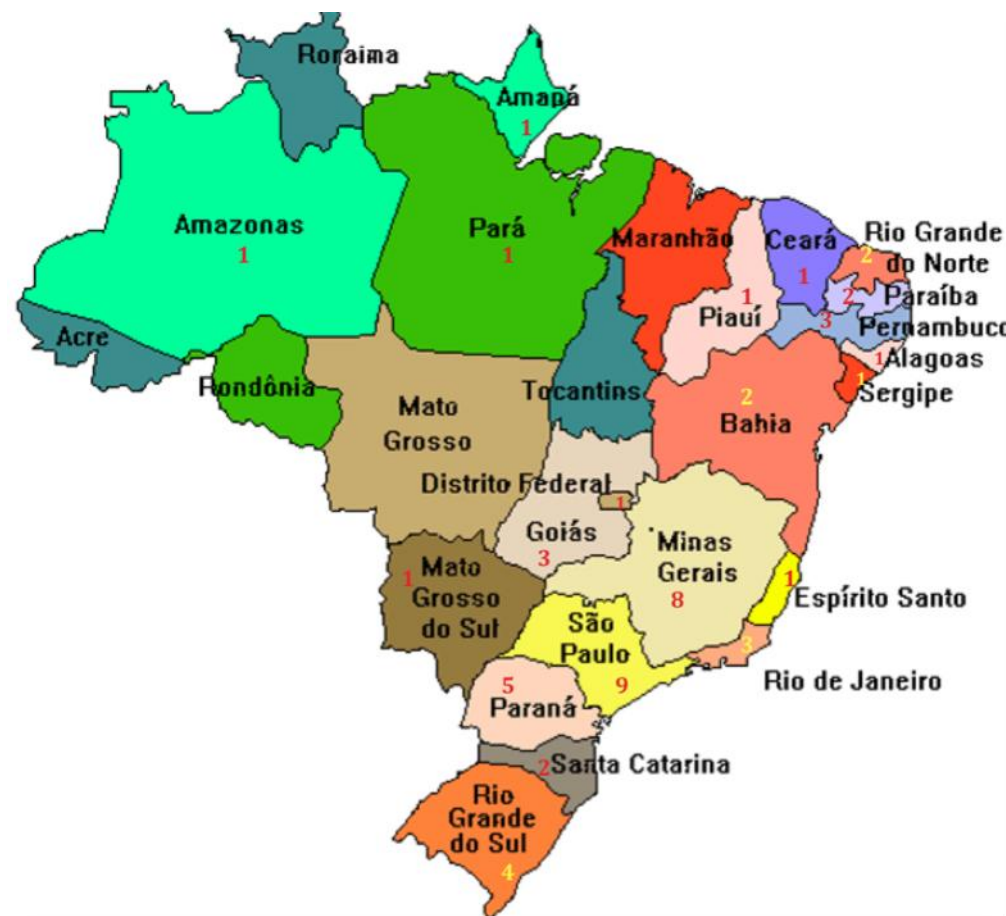 Roraima
Amapá
1
Amazonas
1
Pará
1
Maranhão
1
Piauí
Ceará
1
Rio Grande
do Norte
2
Paraíba
2
Pernambuco
3
Alagoas
1
Sergipe
1
Acre
Rondônia
Mato
Grosso
Tocantins
2
Bahia
Distrito Federal
1
Goiás
3
Minas
Gerais
8
1
Mato
Grosso
do Sul
1
Espírito Santo
São
Paulo
9
3
Rio de Janeiro
5
Paraná
2
Santa Catarina
Rio
Grande
do Sul
4